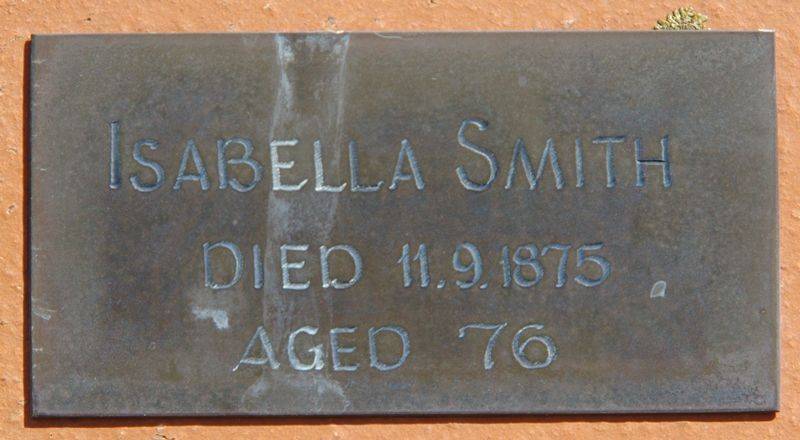 ISABELLA SMITH
DIED 11.9.1875
AGED 76